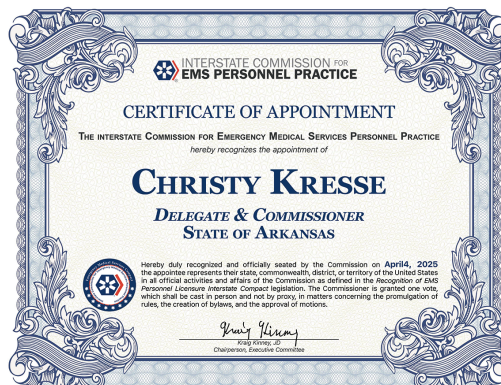 INTERSTATE COMMISSION FOR
EMS PERSONNEL PRACTICE
CERTIFICATE OF APPOINTMENT
THE INTERSTATE COMMISSION FOR EMERGENCY MEDICAL SERVICES PERSONNEL PRACTICE
hereby recognizes the appointment of
CHRISTY KRESSE
DELEGATE & COMMISSIONER
STATE OF ARKANSAS
Hereby duly recognized and officially seated by the Commission on April4, 2025
the appointee represents their state, commonwealth, district, or territory of the United States
in all official activities and affairs of the Commission as defined in the Recognition of EMS
Personnel Licensure Interstate Compact legislation. The Commissioner is granted one vote,
which shall be cast in person and not by proxy, in matters concerning the promulgation of
rules, the creation of bylaws, and the approval of motions.
Kraig Kinney
Kraig Kinney, JD
Chairperson, Executive Committee